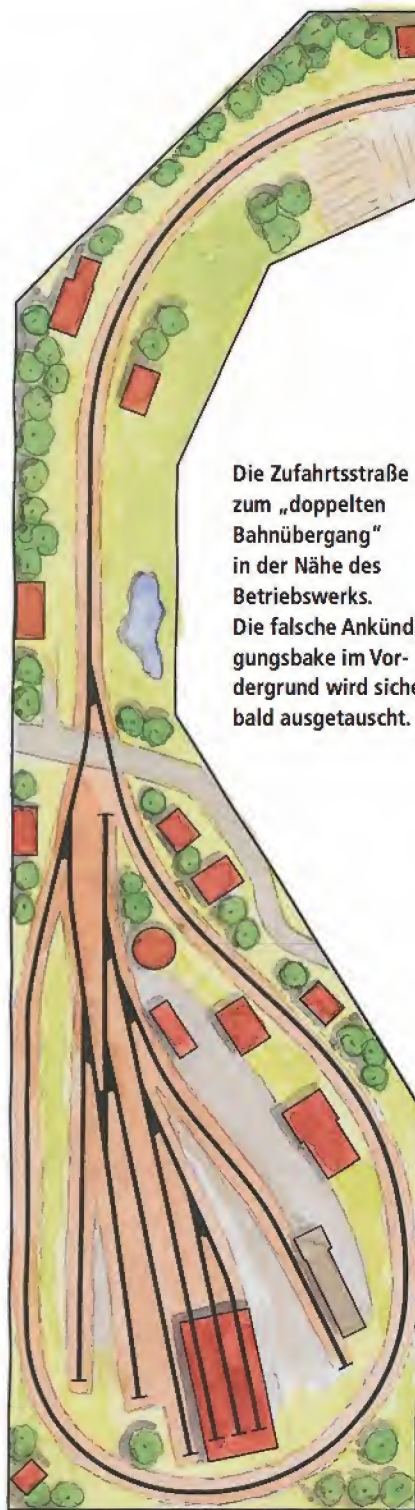 Die Zufahrtsstraße
zum „doppelten
Bahnübergang“
in der Nähe des
Betriebswerks.
Die falsche Ankünd
gungsbake im Vor-
dergrund wird siche
bald ausgetauscht.